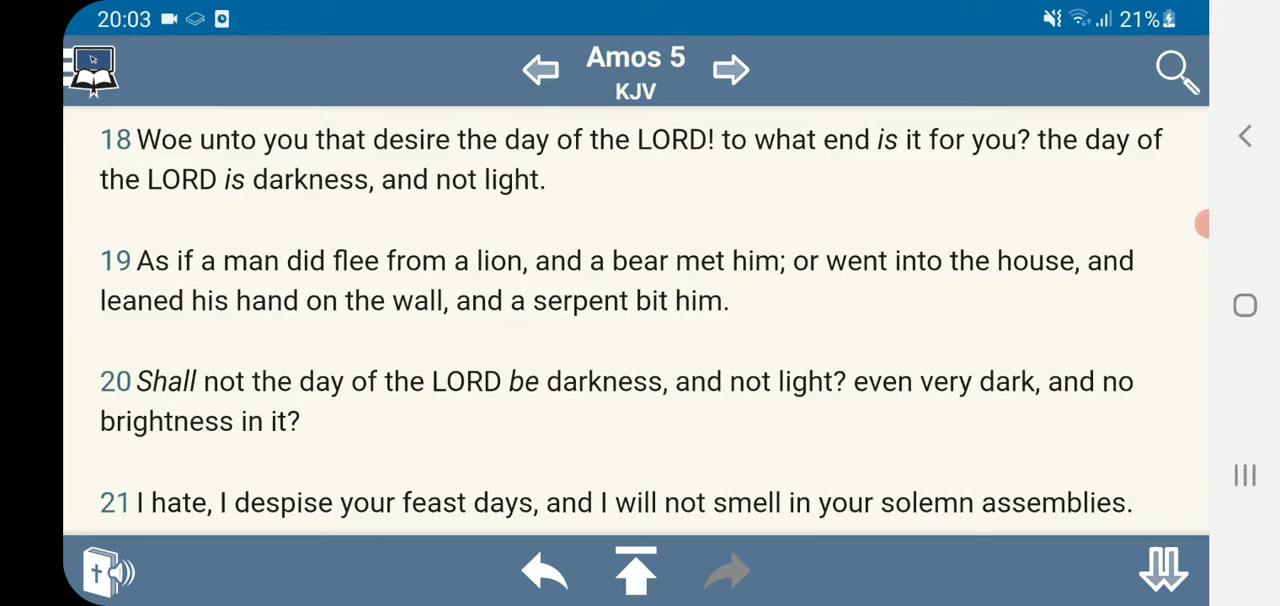 20:03
21%
Amos 5
KJV
18 Woe unto you that desire the day of the LORD! to what end is it for you? the day of
the LORD is darkness, and not light.
19 As if a man did flee from a lion, and a bear met him; or went into the house, and
leaned his hand on the wall, and a serpent bit him.
20 Shall not the day of the LORD be darkness, and not light? even very dark, and no
brightness in it?
21 I hate, I despise your feast days, and I will not smell in your solemn assemblies.